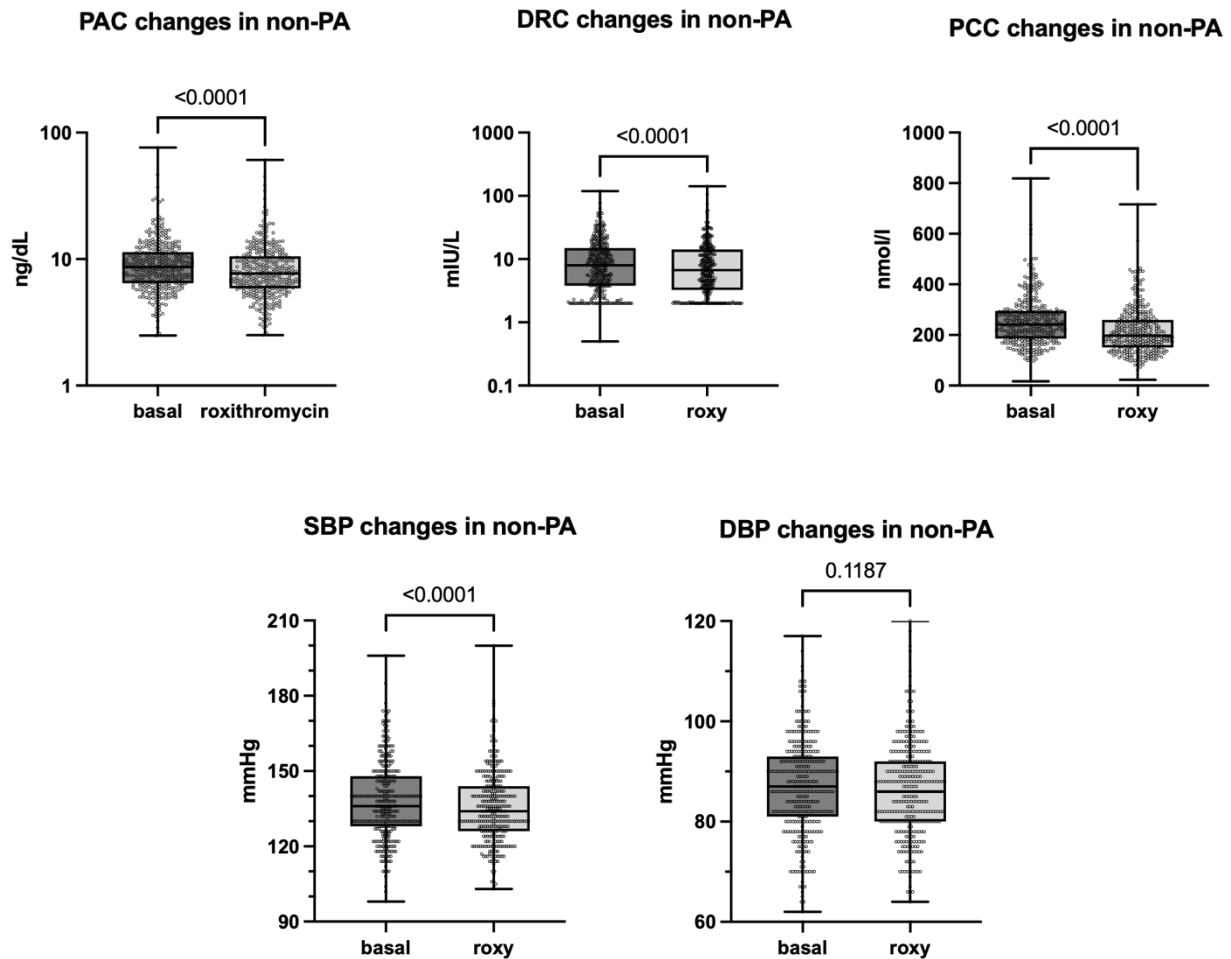 PAC changes in non-PA
DRC changes in non-PA
PCC changes in non-PA
<0.0001
100
10
1
ng/dL
basal roxithromycin
<0.0001
1000
100
10
1
0.1
mIU/L
basal roxy
<0.0001
1000
800
600
400
200
0
nmol/l
basal roxy
SBP changes in non-PA
DBP changes in non-PA
<0.0001
210
180
150
120
90
mmHg
basal roxy
0.1187
120
100
80
60
mmHg
basal roxy